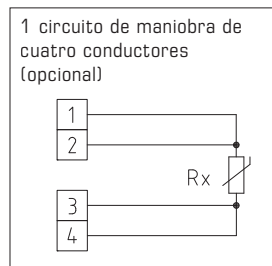 1 circuito de maniobra de
cuatro conductores
(opcional)
1
2
Rx
3
4